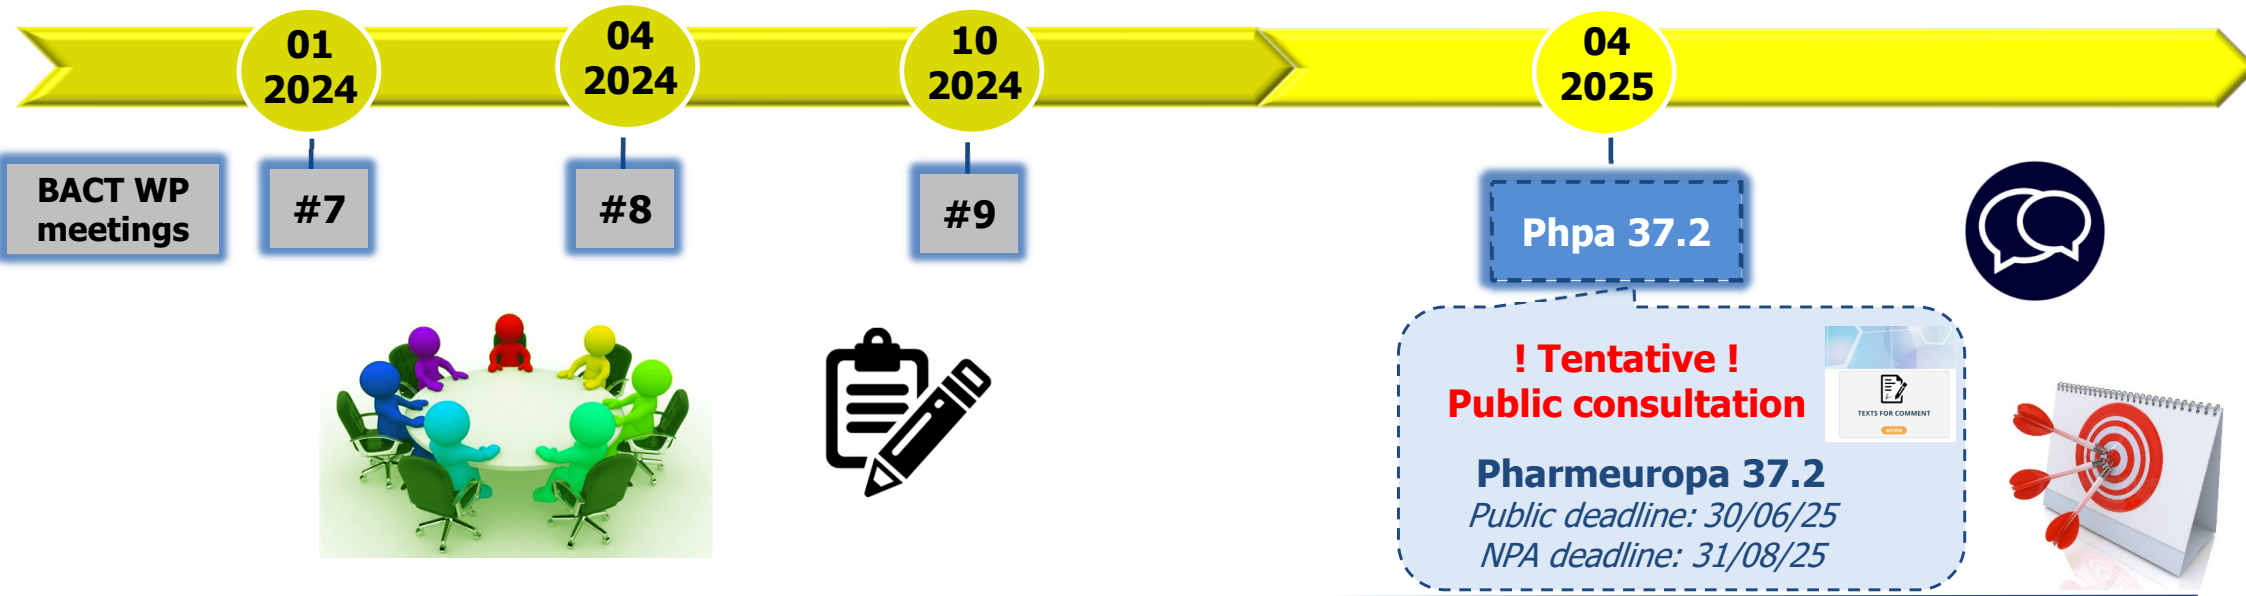 01
2024
04
2024
10
2024
04
2025
BACT WP
meetings
#7
#8
#9
Phpa 37.2
! Tentative !
Public consultation
TEXTS FOR COMMENT
ACCESS
Pharmeuropa 37.2
Public deadline: 30/06/25
NPA deadline: 31/08/25